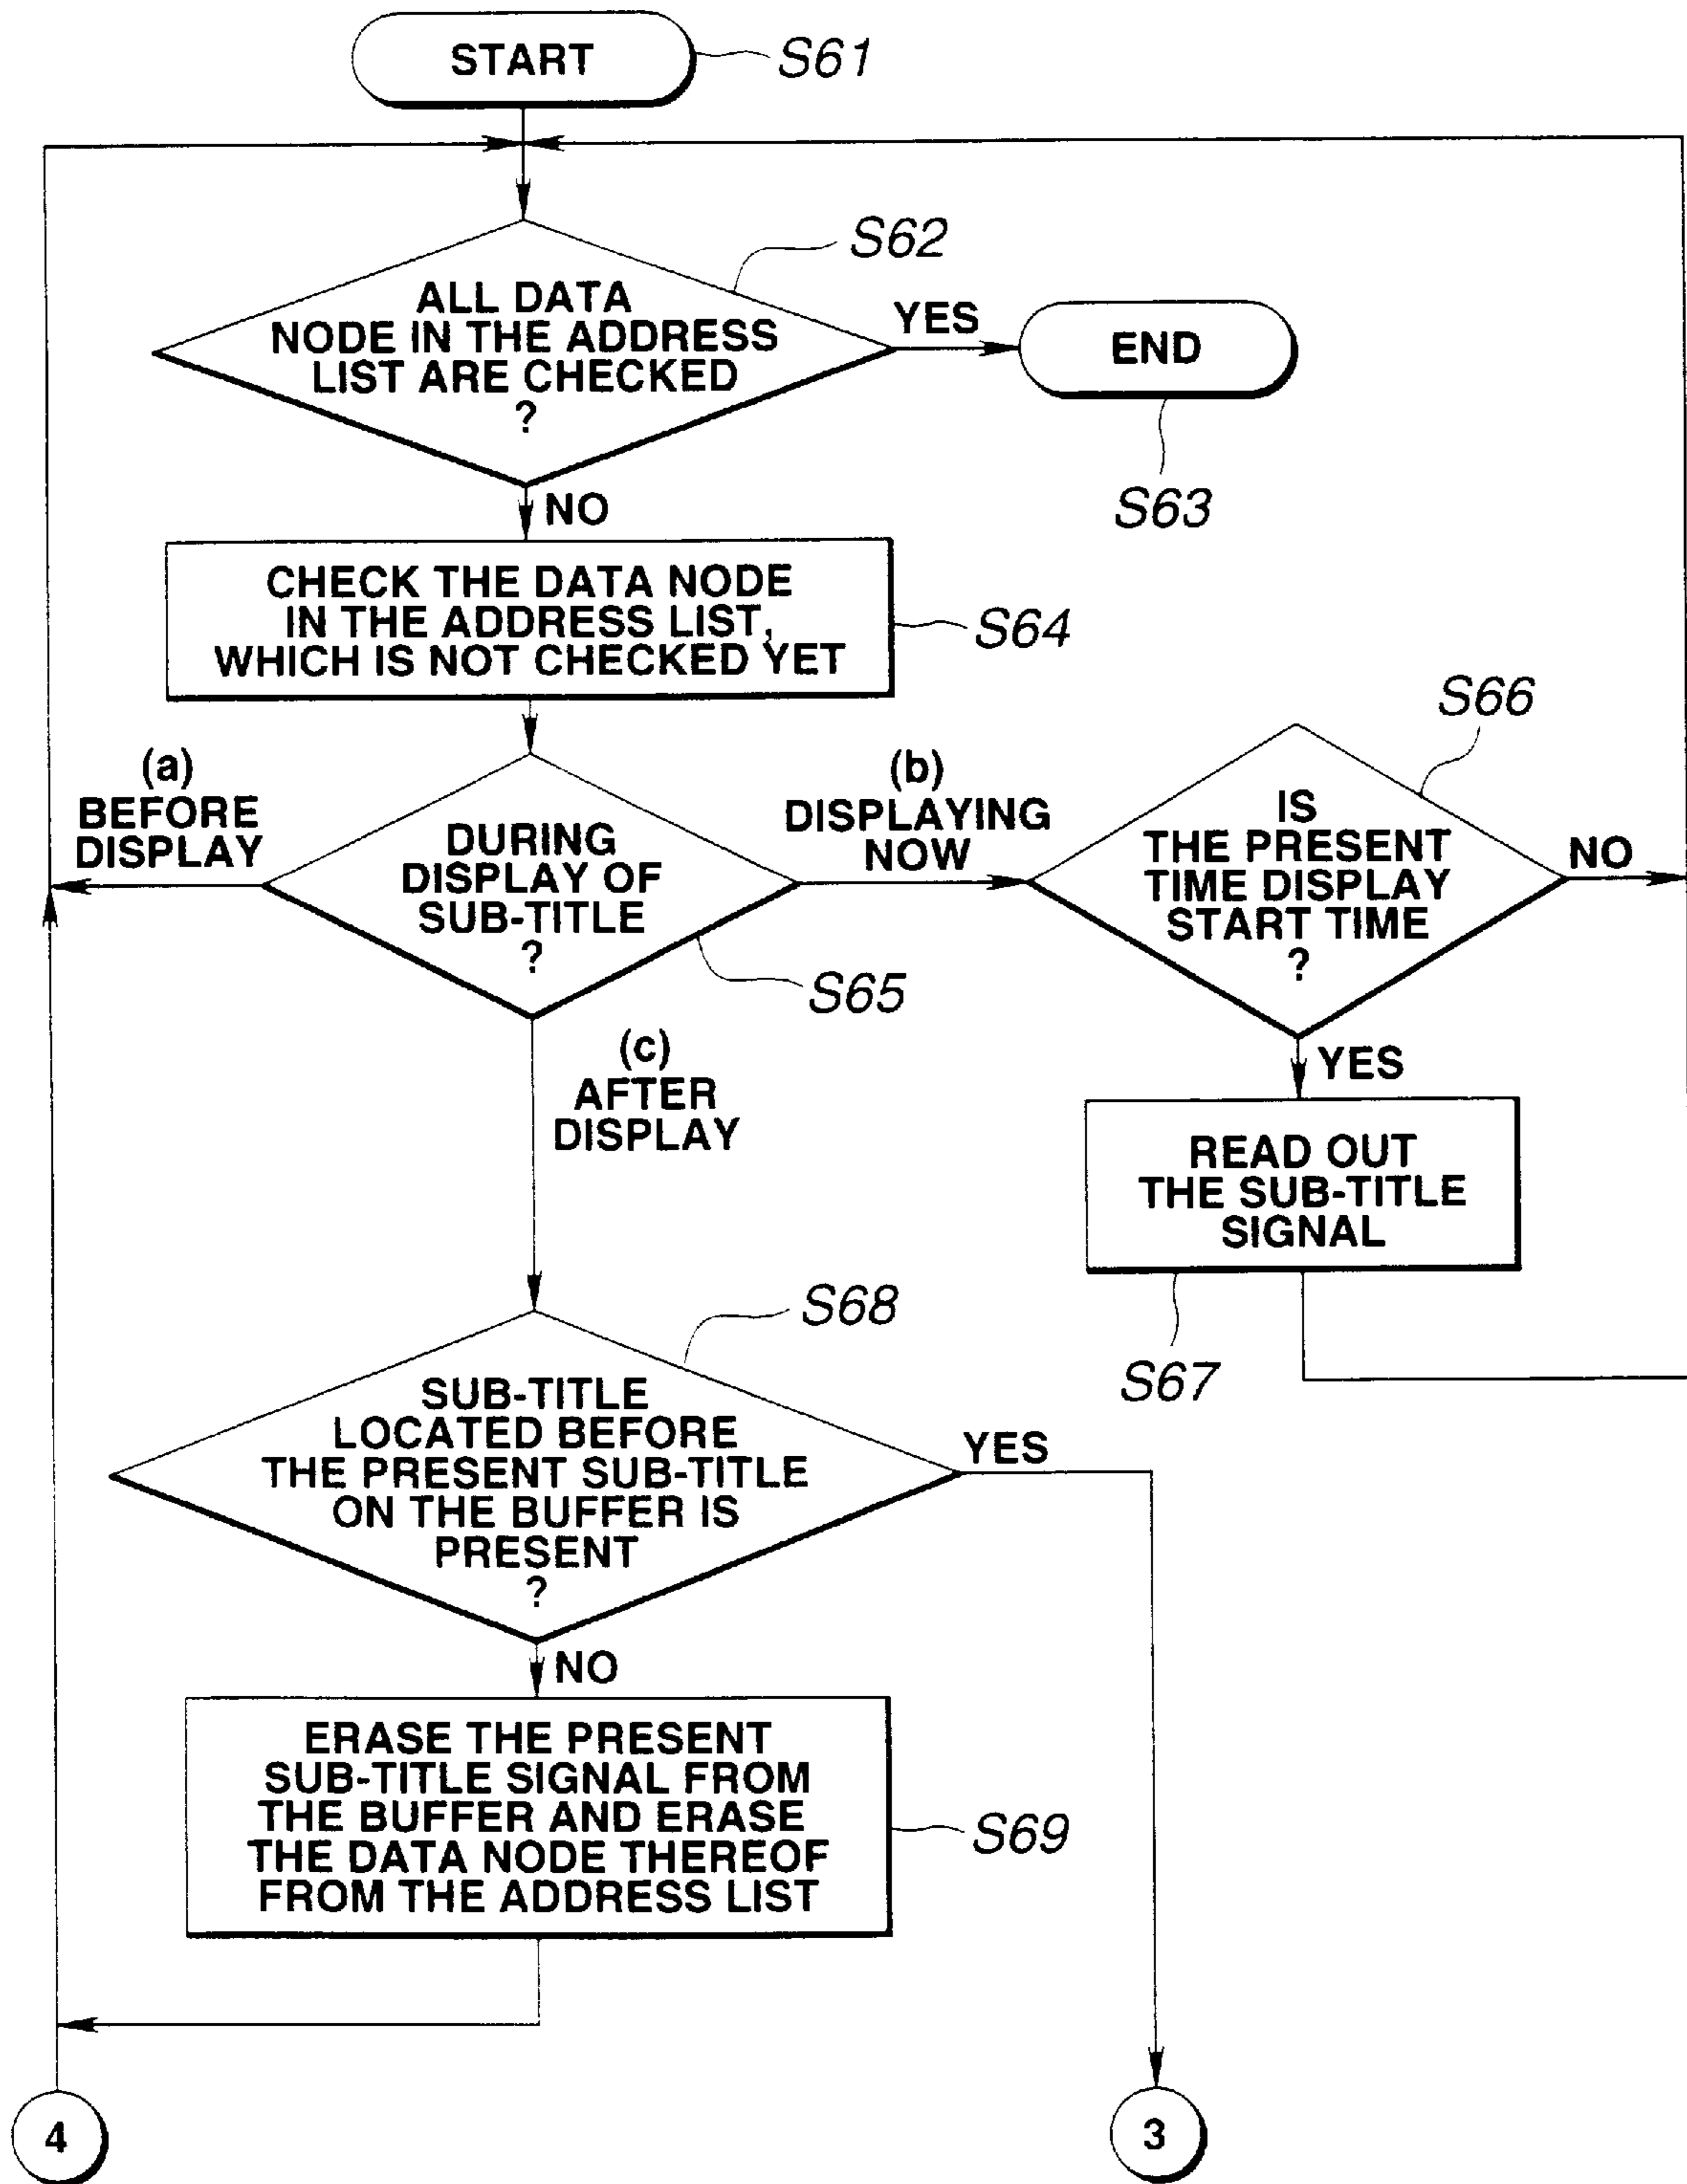 START
S61
S62
ALL DATA
NODE IN THE ADDRESS
LIST ARE CHECKED
?
YES
END
S63
NO
CHECK THE DATA NODE
IN THE ADDRESS LIST,
WHICH IS NOT CHECKED YET
S64
(a)
BEFORE
DISPLAY
DURING
DISPLAY OF
SUB-TITLE
?
S65
(b)
DISPLAYING
NOW
S66
IS
THE PRESENT
TIME DISPLAY
START TIME
?
NO
YES
READ OUT
THE SUB-TITLE
SIGNAL
S67
(c)
AFTER
DISPLAY
S68
SUB-TITLE
LOCATED BEFORE
THE PRESENT SUB-TITLE
ON THE BUFFER IS
PRESENT
?
YES
NO
ERASE THE PRESENT
SUB-TITLE SIGNAL FROM
THE BUFFER AND ERASE
THE DATA NODE THEREOF
FROM THE ADDRESS LIST
S69
4
3